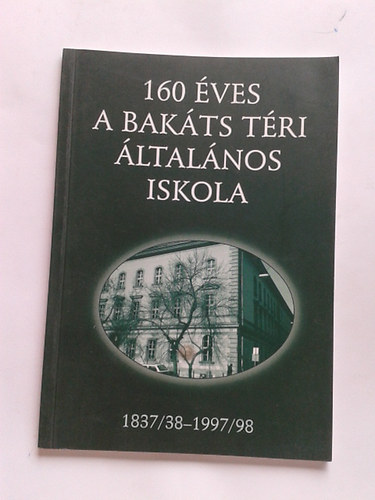 160 ÉVES
A BAKÁTS TÉRI
ÁLTALÁNOS
ISKOLA
1837/38–1997/98